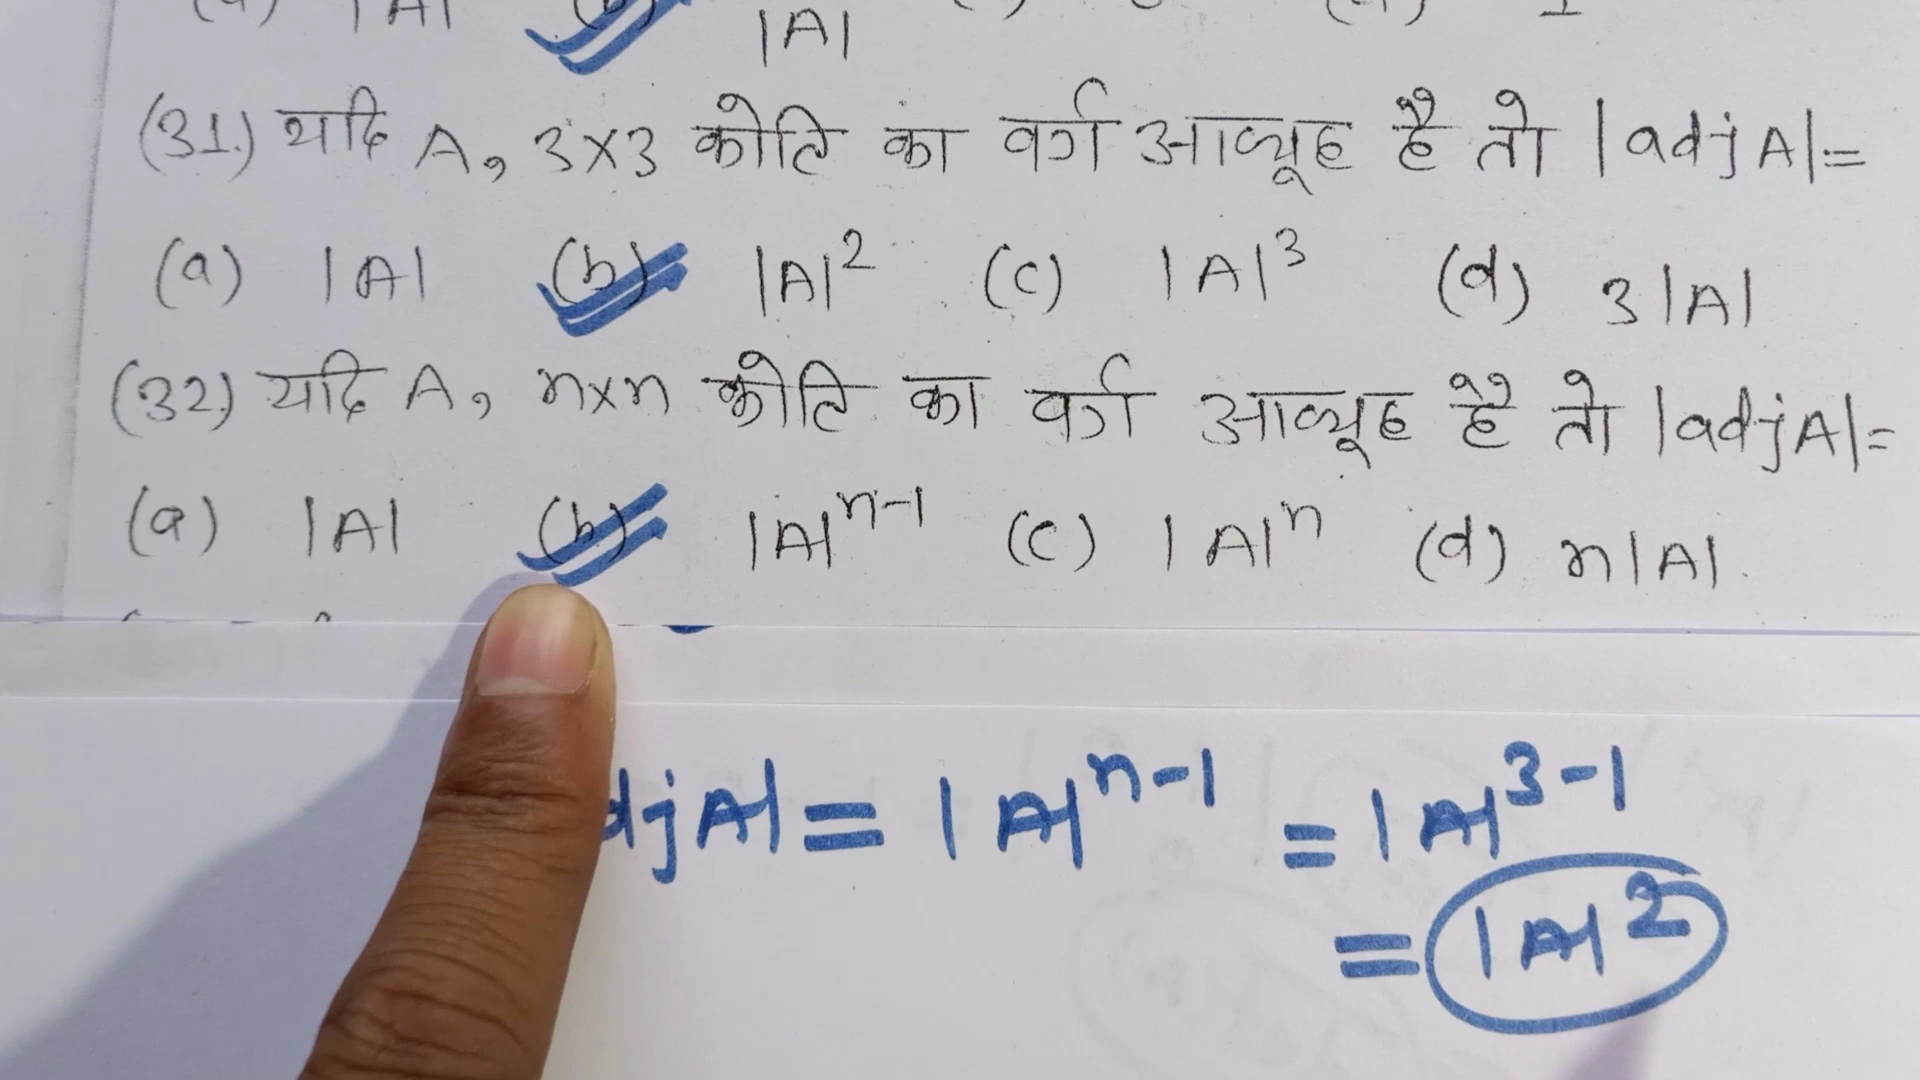 |A|
(31.) यदि A, 3×3 कोटि का वर्ग आव्यूह है तो |adj A|=
(a) |A| (b) |A|² (c) |A|³ (d) 3|A|
(32.) यदि A, n×n कोटि का वर्ग आव्यूह है तो |adj A|=
(a) |A| (b) |A|ⁿ⁻¹ (c) |A|ⁿ (d) n|A|.
djA| = |A|ⁿ⁻¹ = |A|³⁻¹
= |A|²